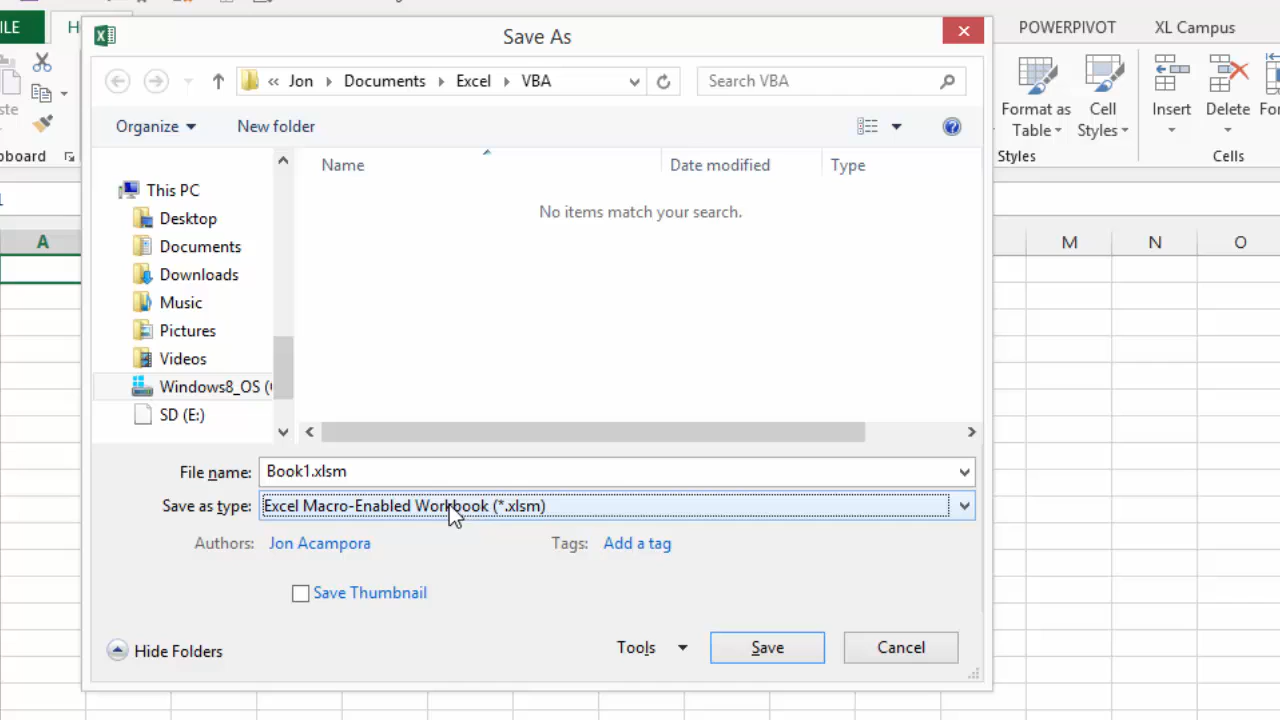 ILE
H
POWERPIVOT
XL Campus
Save As
« Jon Documents Excel VBA
Search VBA
Organize
New folder
Format as Table
Cell Styles
Insert
Delete
For
ste
board
Styles
Cells
Name
Date modified
Type
No items match your search.
This PC
Desktop
Documents
Downloads
Music
Pictures
Videos
Windows8_OS (
SD (E:)
A
M
N
O
File name: Book1.xlsm
Save as type: Excel Macro-Enabled Workbook (*.xlsm)
Authors: Jon Acampora
Tags: Add a tag
Save Thumbnail
Hide Folders
Tools
Save
Cancel